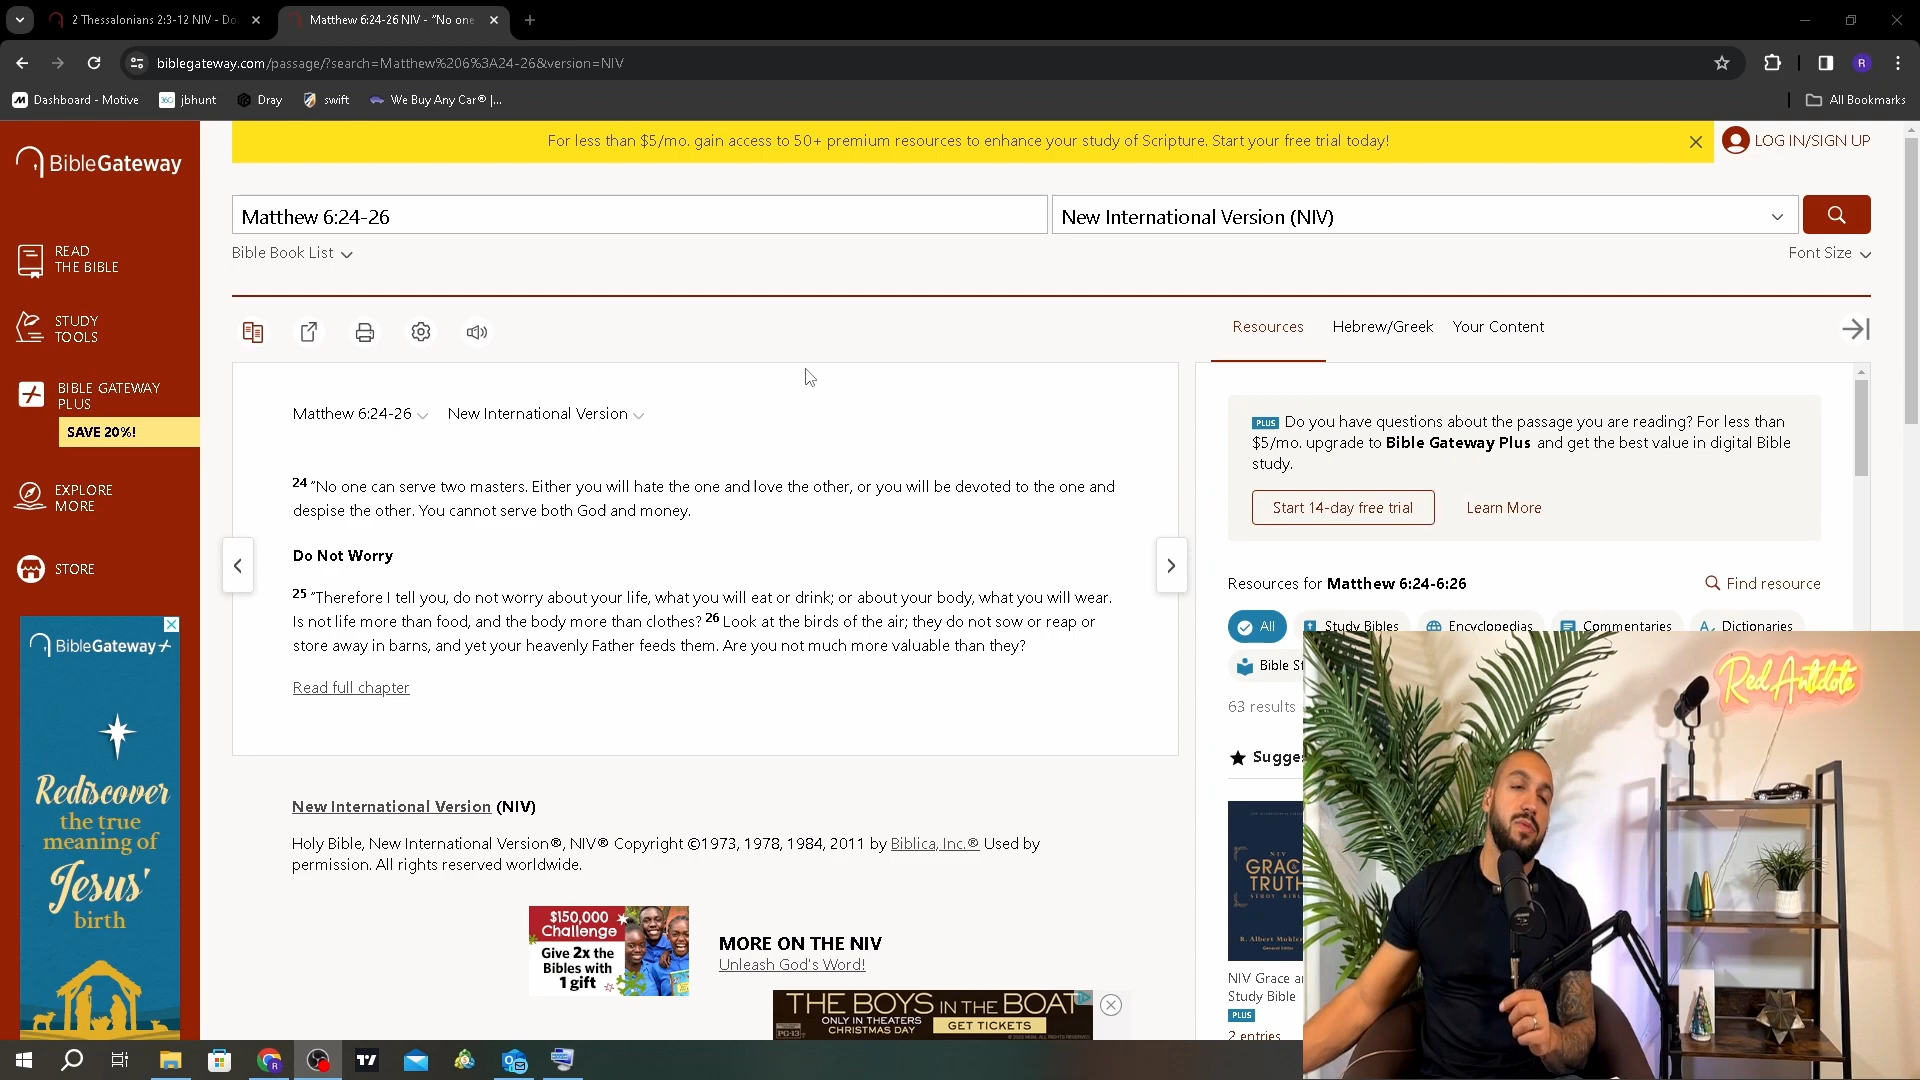 2 Thessalonians 2:3-12 NIV - Do
Matthew 6:24-26 NIV - "No one
biblegateway.com/passage/?search=Matthew%206%3A24-26&version=NIV
R
Dashboard - Motive
jbhunt
Dray
swift
We Buy Any Car® |...
All Bookmarks
BibleGateway
For less than $5/mo. gain access to 50+ premium resources to enhance your study of Scripture. Start your free trial today!
LOG IN/SIGN UP
Matthew 6:24-26
New International Version (NIV)
Bible Book List
Font Size
READ
THE BIBLE
STUDY
TOOLS
BIBLE GATEWAY
PLUS
SAVE 20%!
EXPLORE
MORE
STORE
Resources
Hebrew/Greek
Your Content
Matthew 6:24-26
New International Version
24 "No one can serve two masters. Either you will hate the one and love the other, or you will be devoted to the one and
despise the other. You cannot serve both God and money.
Do Not Worry
25 "Therefore I tell you, do not worry about your life, what you will eat or drink; or about your body, what you will wear.
Is not life more than food, and the body more than clothes? 26 Look at the birds of the air; they do not sow or reap or
store away in barns, and yet your heavenly Father feeds them. Are you not much more valuable than they?
Read full chapter
PLUS Do you have questions about the passage you are reading? For less than
$5/mo. upgrade to Bible Gateway Plus and get the best value in digital Bible
study.
Start 14-day free trial
Learn More
Resources for Matthew 6:24-6:26
Find resource
All
Study Bibles
Encyclopedias
Commentaries
Dictionaries
Bible St
63 results
Sugges
NIV
GRACE
TRUTH
STUDY BIBLE
R. Albert Mohler
NIV Grace an
Study Bible
PLUS
2 entries
New International Version (NIV)
Holy Bible, New International Version®, NIV® Copyright ©1973, 1978, 1984, 2011 by Biblica, Inc.® Used by
permission. All rights reserved worldwide.
$150,000
Challenge
Give 2x the
Bibles with
1 gift
MORE ON THE NIV
Unleash God's Word!
THE BOYS IN THE BOAT
ONLY IN THEATERS
CHRISTMAS DAY
GET TICKETS
PG-13
BibleGateway+
Rediscover
the true
meaning of
Jesus'
birth
Red Antidote